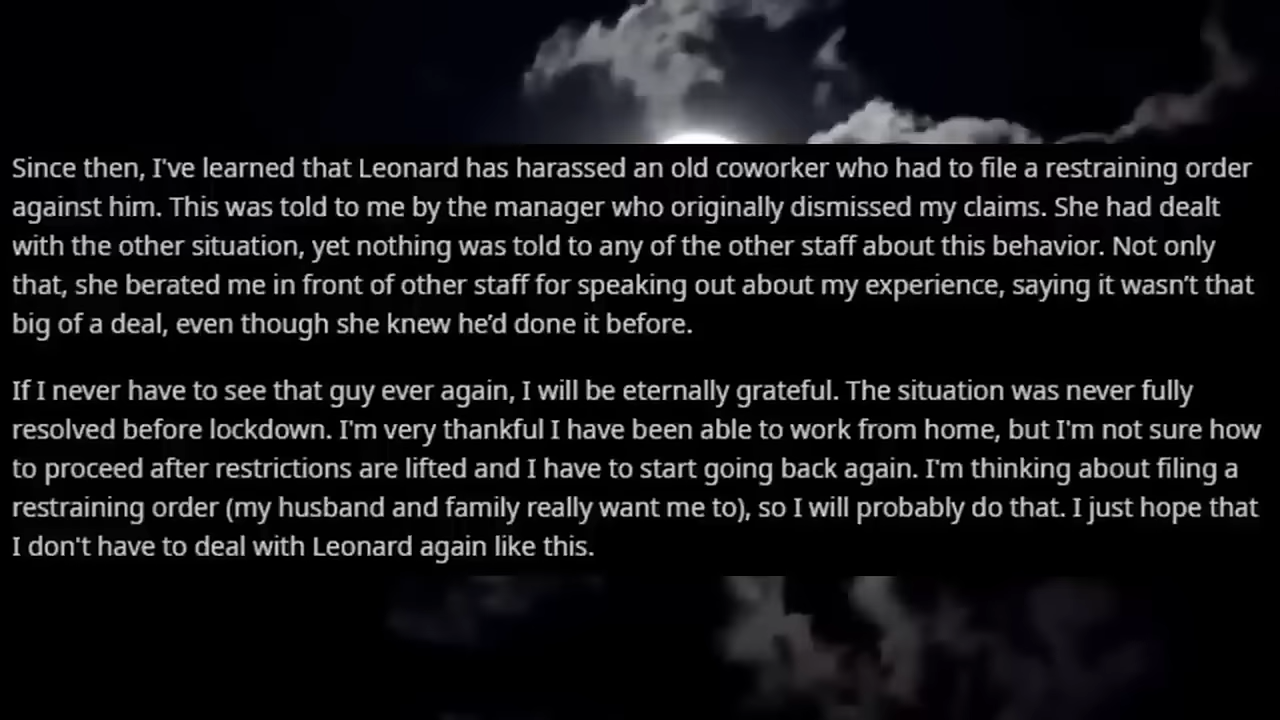 Since then, I've learned that Leonard has harassed an old coworker who had to file a restraining order
against him. This was told to me by the manager who originally dismissed my claims. She had dealt
with the other situation, yet nothing was told to any of the other staff about this behavior. Not only
that, she berated me in front of other staff for speaking out about my experience, saying it wasn’t that
big of a deal, even though she knew he’d done it before.
If I never have to see that guy ever again, I will be eternally grateful. The situation was never fully
resolved before lockdown. I'm very thankful I have been able to work from home, but I'm not sure how
to proceed after restrictions are lifted and I have to start going back again. I'm thinking about filing a
restraining order (my husband and family really want me to), so I will probably do that. I just hope that
I don't have to deal with Leonard again like this.